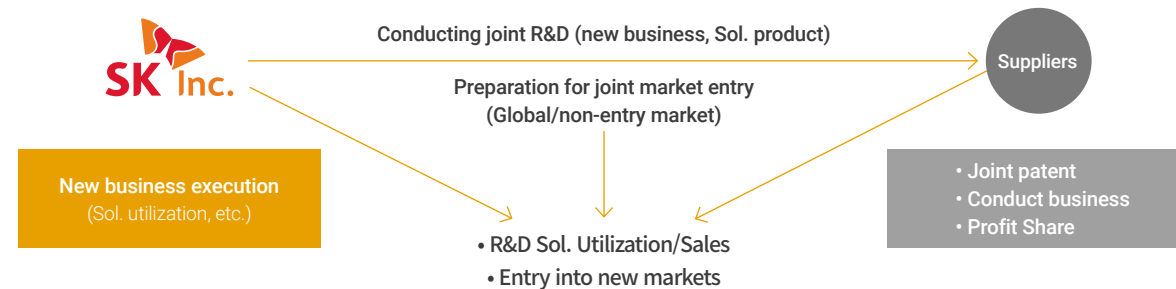 SK Inc.
Conducting joint R&D (new business, Sol. product)
Suppliers
Preparation for joint market entry
(Global/non-entry market)
New business execution
(Sol. utilization, etc.)
• Joint patent
• Conduct business
• Profit Share
• R&D Sol. Utilization/Sales
• Entry into new markets